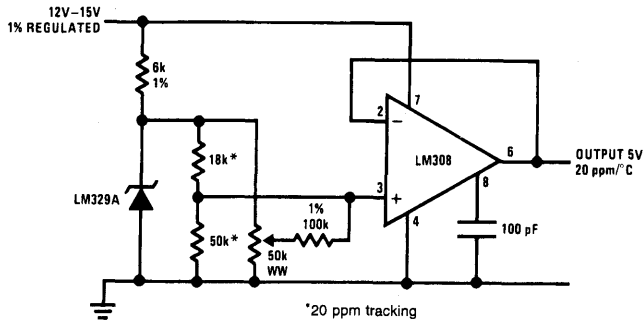 12V–15V
1% REGULATED
6k
1%
18k*
LM329A
50k*
1%
100k
50k
WW
2
–
7
LM308
3
+
4
6
8
OUTPUT 5V
20 ppm/°C
100 pF
*20 ppm tracking